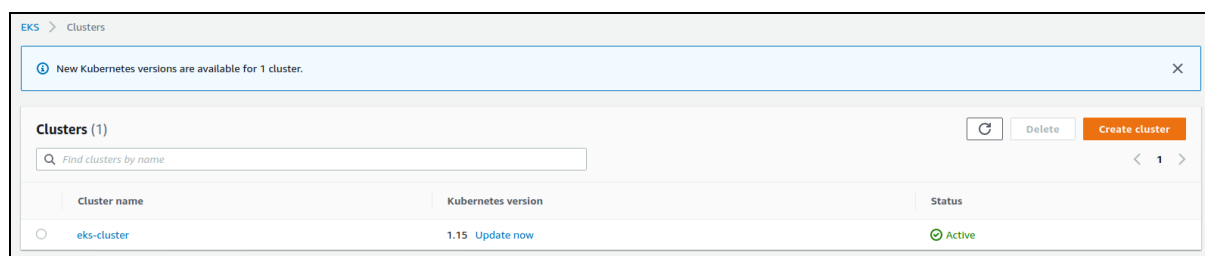 EKS > Clusters
New Kubernetes versions are available for 1 cluster.
Clusters (1)
Delete
Create cluster
Find clusters by name
< 1 >
Cluster name Kubernetes version Status
eks-cluster 1.15 Update now Active